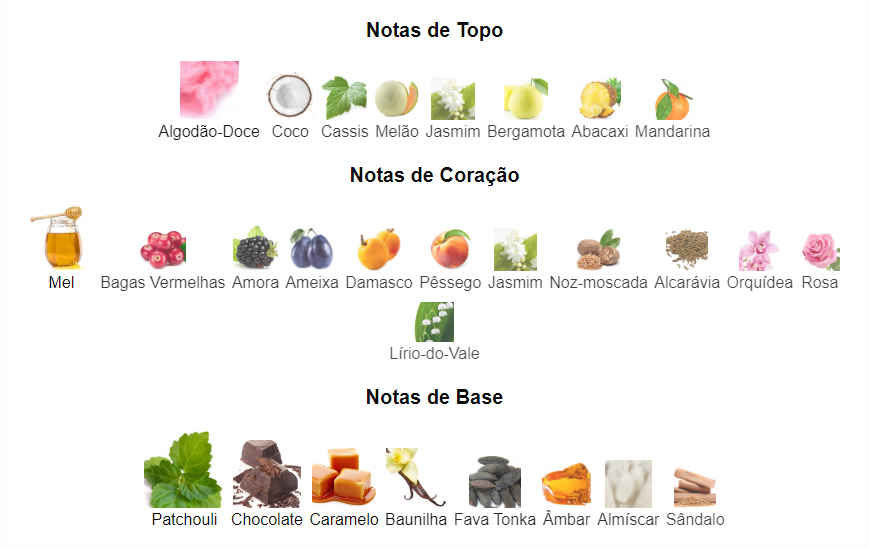 Notas de Topo
Algodão-Doce Coco Cassis Melão Jasmim Bergamota Abacaxi Mandarina
Notas de Coração
Mel Bagas Vermelhas Amora Ameixa Damasco Pêssego Jasmim Noz-moscada Alcarávia Orquídea Rosa
Lírio-do-Vale
Notas de Base
Patchouli Chocolate Caramelo Baunilha Fava Tonka Âmbar Almíscar Sândalo